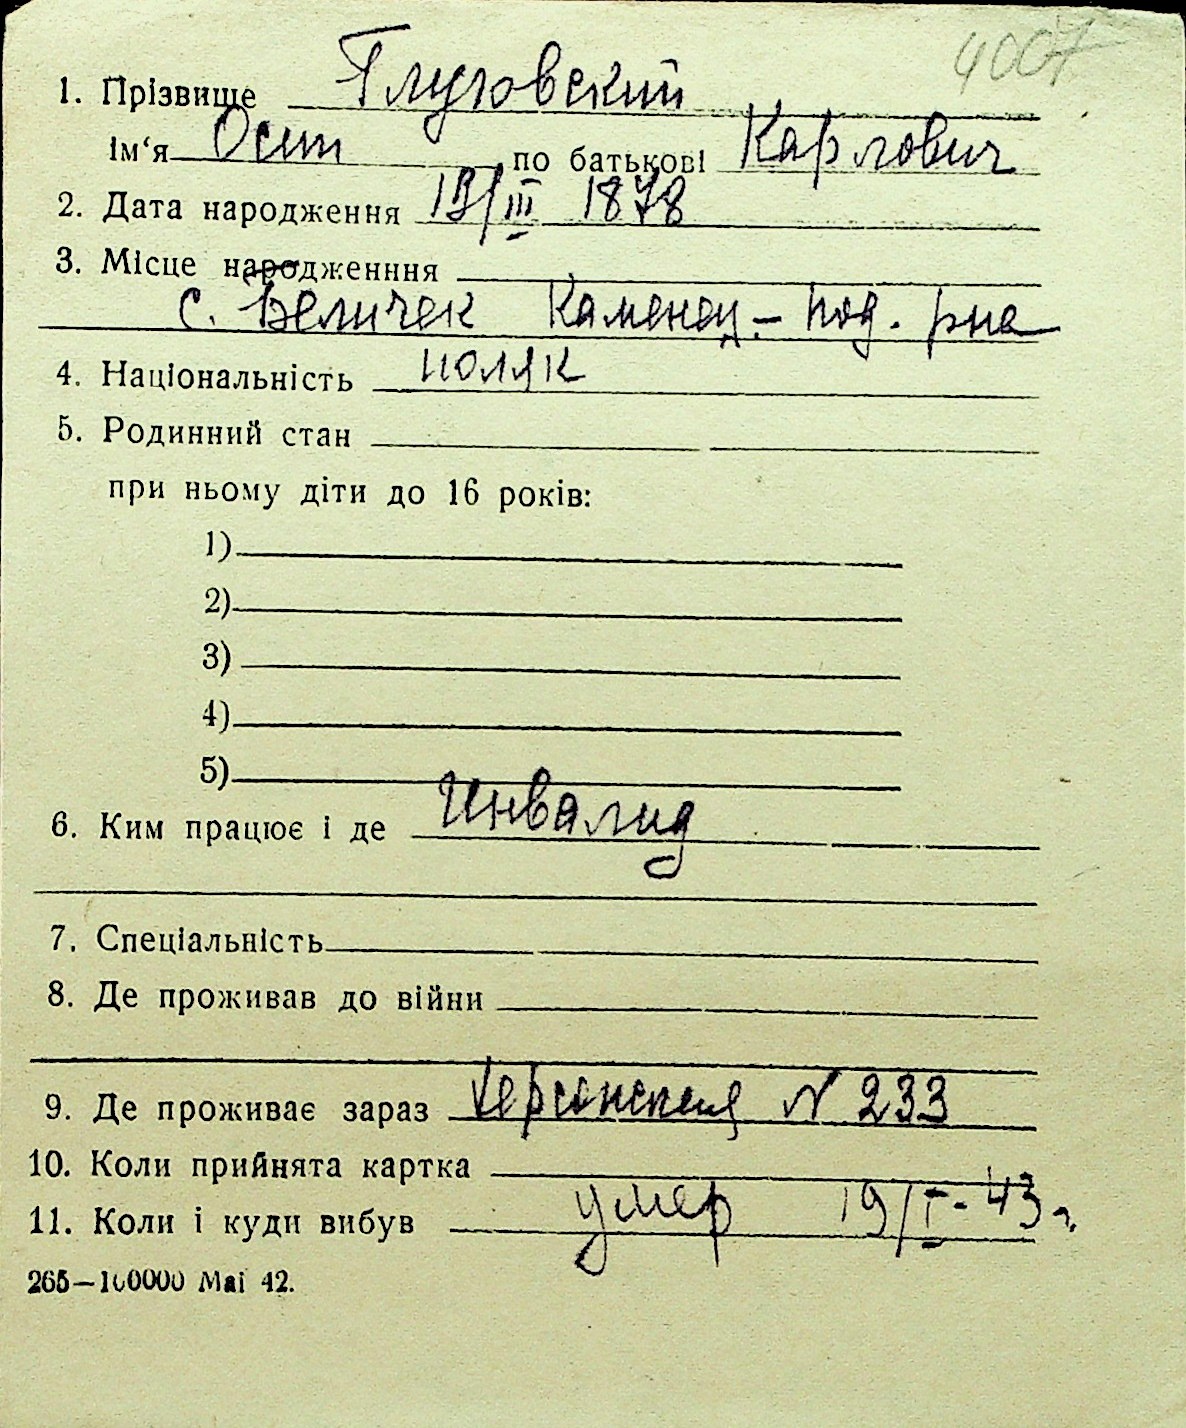 4007
1. Прізвище Глуговский
ім‘я Осип по батькові Карлович
2. Дата народження 19/III 1878
3. Місце народженння
с. Величек Каменец-Под. р-на
4. Національність поляк
5. Родинний стан
при ньому діти до 16 років:
1)
2)
3)
4)
5)
6. Ким працює і де Инвалид
7. Спеціальність
8. Де проживав до війни
9. Де проживає зараз Херсонская N 233
10. Коли прийнята картка
11. Коли і куди вибув умер 19/I-43 г.
265—100000 Маі 42.